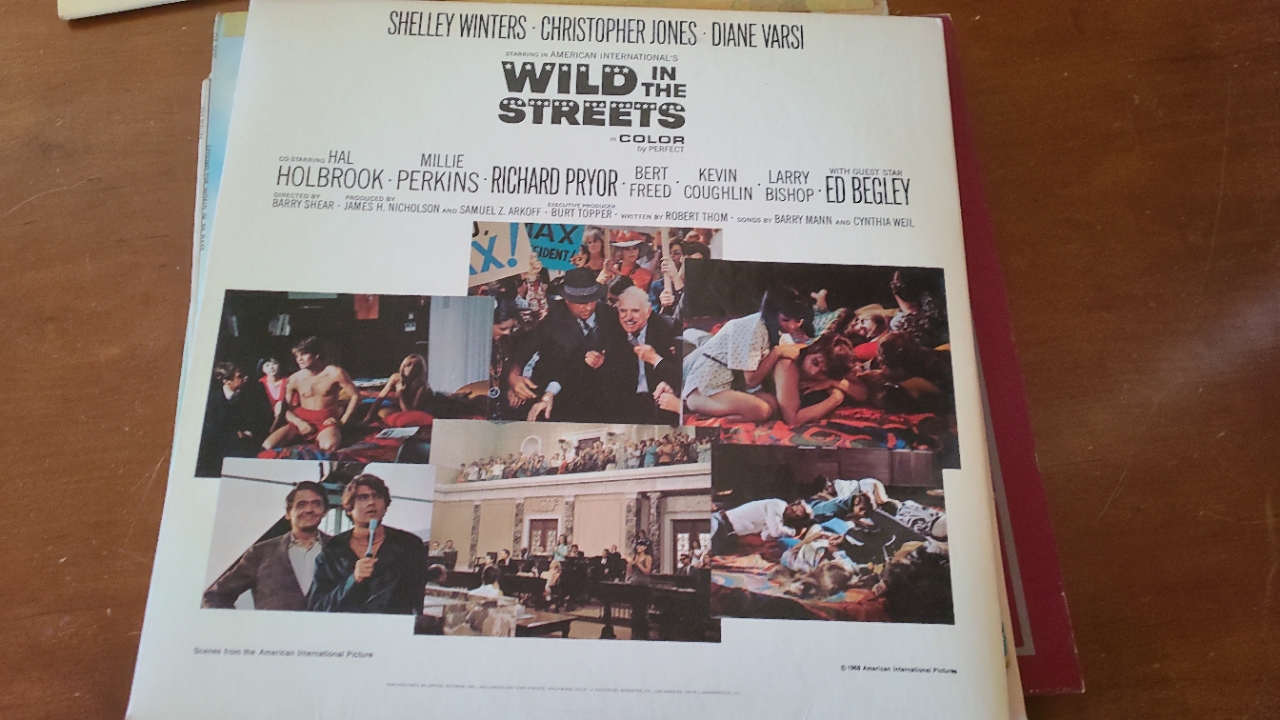 SHELLEY WINTERS · CHRISTOPHER JONES · DIANE VARSI
STARRING IN AMERICAN INTERNATIONAL'S
WILD IN THE
STREETS
IN COLOR
by PERFECT
CO-STARRING HAL HOLBROOK · MILLIE PERKINS · RICHARD PRYOR · BERT FREED · KEVIN COUGHLIN · LARRY BISHOP · WITH GUEST STAR ED BEGLEY
DIRECTED BY BARRY SHEAR · PRODUCED BY JAMES H. NICHOLSON AND SAMUEL Z. ARKOFF · EXECUTIVE PRODUCER BURT TOPPER · WRITTEN BY ROBERT THOM · SONGS BY BARRY MANN AND CYNTHIA WEIL
X!
MAX
SIDENT!
Scenes from the American International Picture
© 1968 American International Pictures